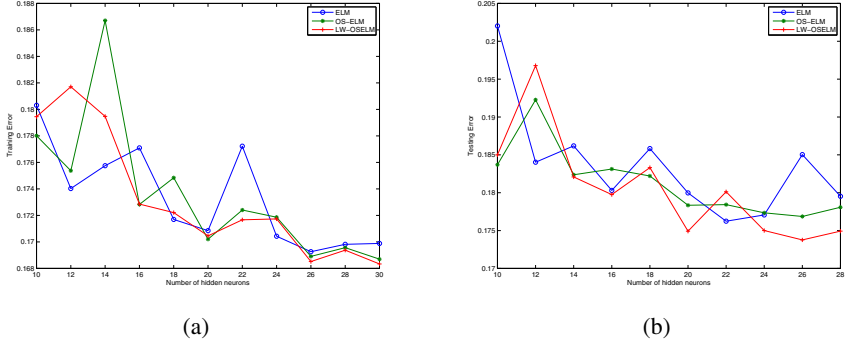 0.188
0.186
0.184
0.182
0.18
0.178
0.176
0.174
0.172
0.17
0.168
Training Error
10 12 14 16 18 20 22 24 26 28 30
Number of hidden neurons
ELM
OS-ELM
LW-OSELM
(a)
0.205
0.2
0.195
0.19
0.185
0.18
0.175
0.17
Testing Error
10 12 14 16 18 20 22 24 26 28
Number of hidden neurons
ELM
OS-ELM
LW-OSELM
(b)